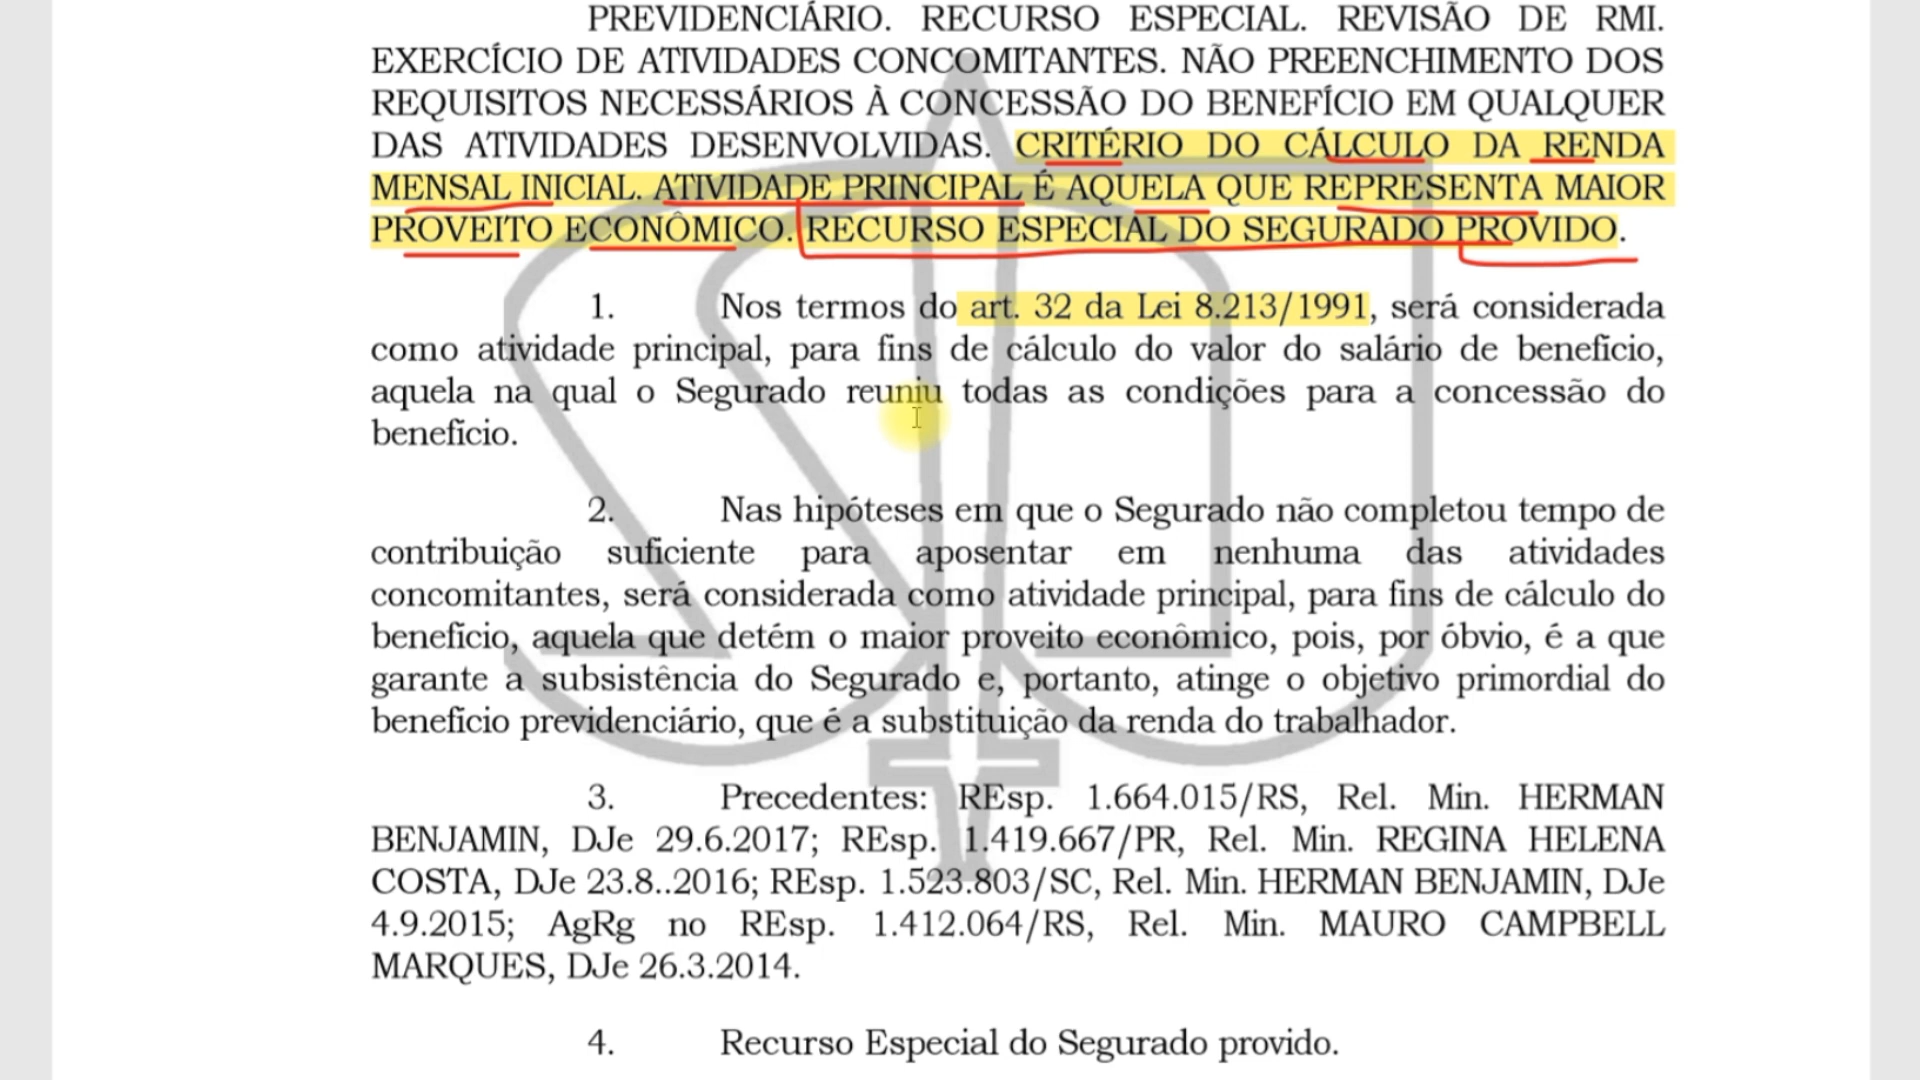 PREVIDENCIÁRIO. RECURSO ESPECIAL. REVISÃO DE RMI.
EXERCÍCIO DE ATIVIDADES CONCOMITANTES. NÃO PREENCHIMENTO DOS
REQUISITOS NECESSÁRIOS À CONCESSÃO DO BENEFÍCIO EM QUALQUER
DAS ATIVIDADES DESENVOLVIDAS. CRITÉRIO DO CÁLCULO DA RENDA
MENSAL INICIAL. ATIVIDADE PRINCIPAL É AQUELA QUE REPRESENTA MAIOR
PROVEITO ECONÔMICO. RECURSO ESPECIAL DO SEGURADO PROVIDO.
1. Nos termos do art. 32 da Lei 8.213/1991, será considerada
como atividade principal, para fins de cálculo do valor do salário de benefício,
aquela na qual o Segurado reuniu todas as condições para a concessão do
benefício.
2. Nas hipóteses em que o Segurado não completou tempo de
contribuição suficiente para aposentar em nenhuma das atividades
concomitantes, será considerada como atividade principal, para fins de cálculo do
benefício, aquela que detém o maior proveito econômico, pois, por óbvio, é a que
garante a subsistência do Segurado e, portanto, atinge o objetivo primordial do
benefício previdenciário, que é a substituição da renda do trabalhador.
3. Precedentes: REsp. 1.664.015/RS, Rel. Min. HERMAN
BENJAMIN, DJe 29.6.2017; REsp. 1.419.667/PR, Rel. Min. REGINA HELENA
COSTA, DJe 23.8..2016; REsp. 1.523.803/SC, Rel. Min. HERMAN BENJAMIN, DJe
4.9.2015; AgRg no REsp. 1.412.064/RS, Rel. Min. MAURO CAMPBELL
MARQUES, DJe 26.3.2014.
4. Recurso Especial do Segurado provido.